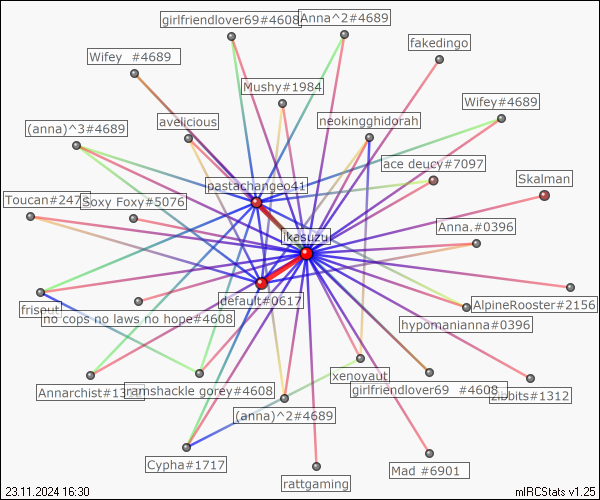 girlfriendlover69#4608
Anna^2#4689
fakedingo
Wifey #4689
Mushy#1984
Wifey#4689
avelicious
neokingghidorah
(anna)^3#4689
ace deucy#7097
pastachangeo41
Skalman
Toucan#247
Soxy Foxy#5076
Anna.#0396
ikasuzu
default#0617
AlpineRooster#2156
frisout
no cops no laws no hope#4608
hypomanianna#0396
xenoyaut
Annarchist#13
ramshackle gorey#4608
girlfriendlover69 #4608
zibbits#1312
(anna)^2#4689
Cypha#1717
Mad #6901
rattgaming
23.11.2024 16:30
mIRCStats v1.25